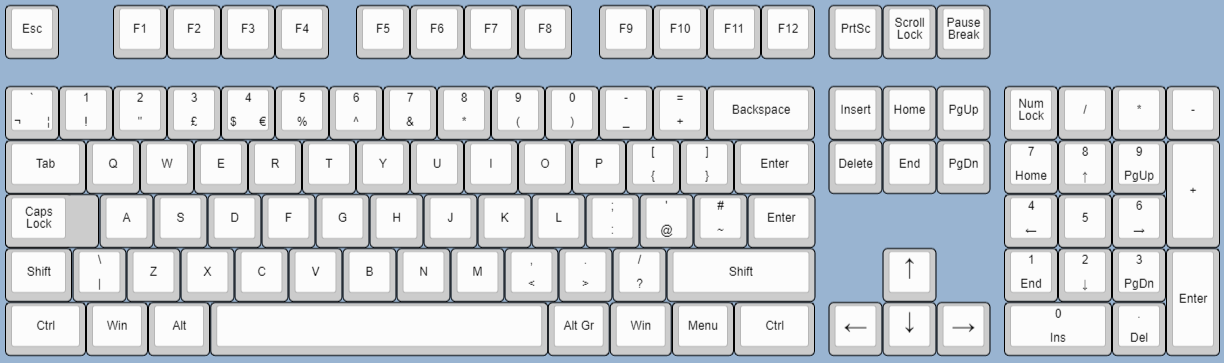 Esc F1 F2 F3 F4 F5 F6 F7 F8 F9 F10 F11 F12 PrtSc Scroll Lock Pause Break
` ¬ ¦ 1 ! 2 " 3 £ 4 $ € 5 % 6 ^ 7 & 8 * 9 ( 0 ) - _ = + Backspace Insert Home PgUp Num Lock / * -
Tab Q W E R T Y U I O P [ { ] } Enter Delete End PgDn 7 Home 8 ↑ 9 PgUp +
Caps Lock A S D F G H J K L ; : ' @ # ~ Enter 4 ← 5 6 →
Shift \ | Z X C V B N M , < . > / ? Shift ↑ 1 End 2 ↓ 3 PgDn Enter
Ctrl Win Alt Alt Gr Win Menu Ctrl ← ↓ → 0 Ins . Del